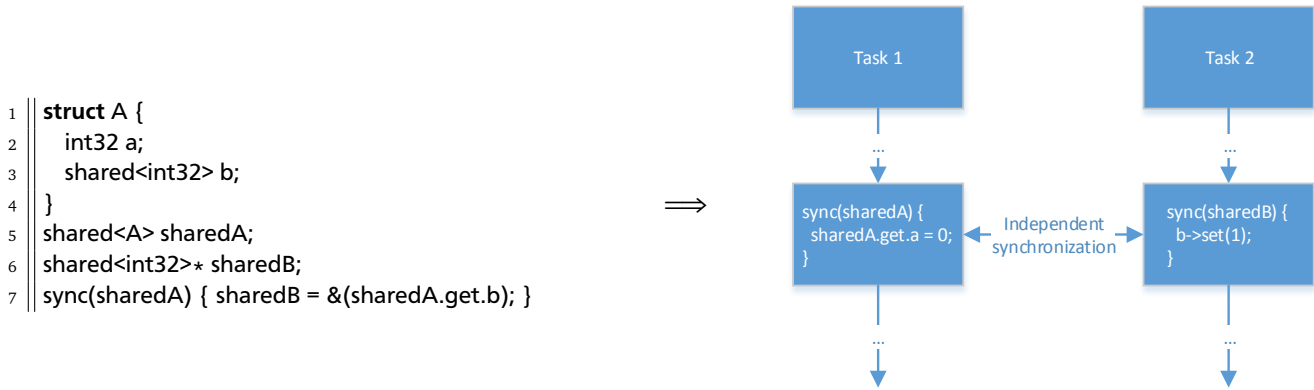 1 struct A {
2 int32 a;
3 shared<int32> b;
4 }
5 shared<A> sharedA;
6 shared<int32>* sharedB;
7 sync(sharedA) { sharedB = &(sharedA.get.b); }
⟹
Task 1
...
sync(sharedA) {
sharedA.get.a = 0;
}
...
Independent
synchronization
Task 2
...
sync(sharedB) {
b->set(1);
}
...